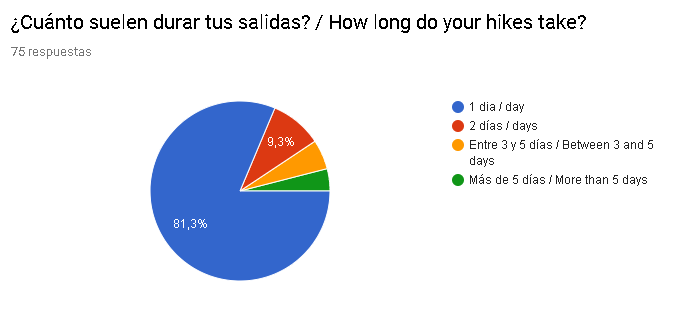 ¿Cuánto suelen durar tus salidas? / How long do your hikes take?
75 respuestas
1 dia / day
2 días / days
Entre 3 y 5 días / Between 3 and 5
days
Más de 5 días / More than 5 days
9,3%
81,3%